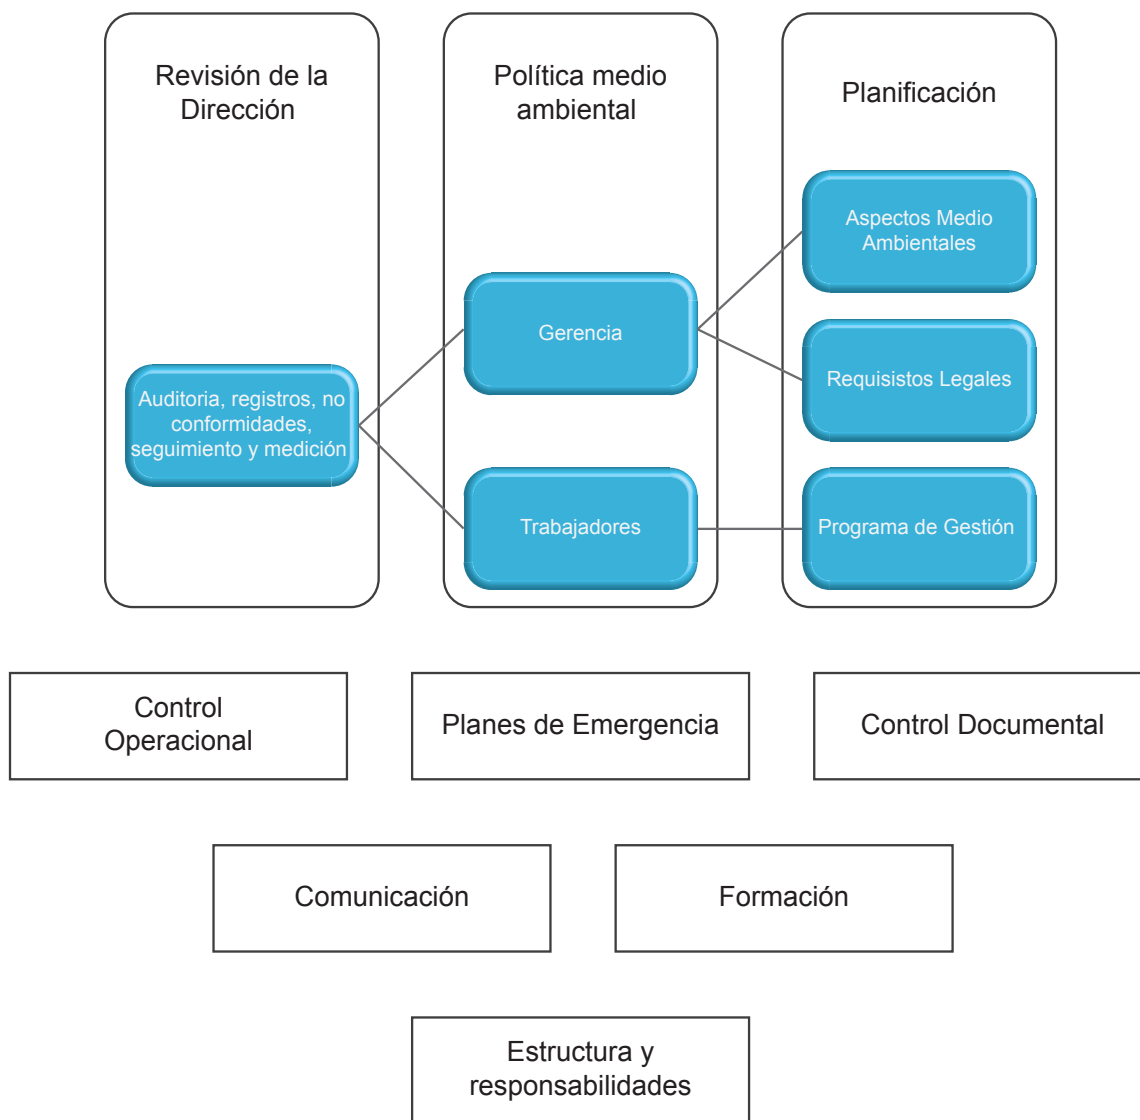 Revisión de la
Dirección
Política medio
ambiental
Planificación
Auditoria, registros, no
conformidades,
seguimiento y medición
Gerencia
Trabajadores
Aspectos Medio
Ambientales
Requisistos Legales
Programa de Gestión
Control
Operacional
Planes de Emergencia
Control Documental
Comunicación
Formación
Estructura y
responsabilidades